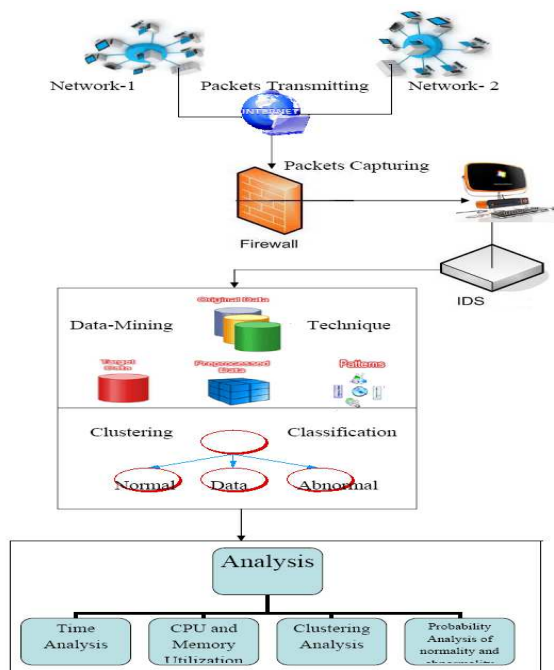 Network-1
Packets Transmitting
Network- 2
INTERNET
Packets Capturing
Firewall
IDS
Original Data
Data-Mining
Technique
Target
Data
Preprocessed
Data
Patterns
Clustering
Classification
Normal
Data
Abnormal
Analysis
Time
Analysis
CPU and
Memory
Utilization
Clustering
Analysis
Probability
Analysis of
normality and
abnormality